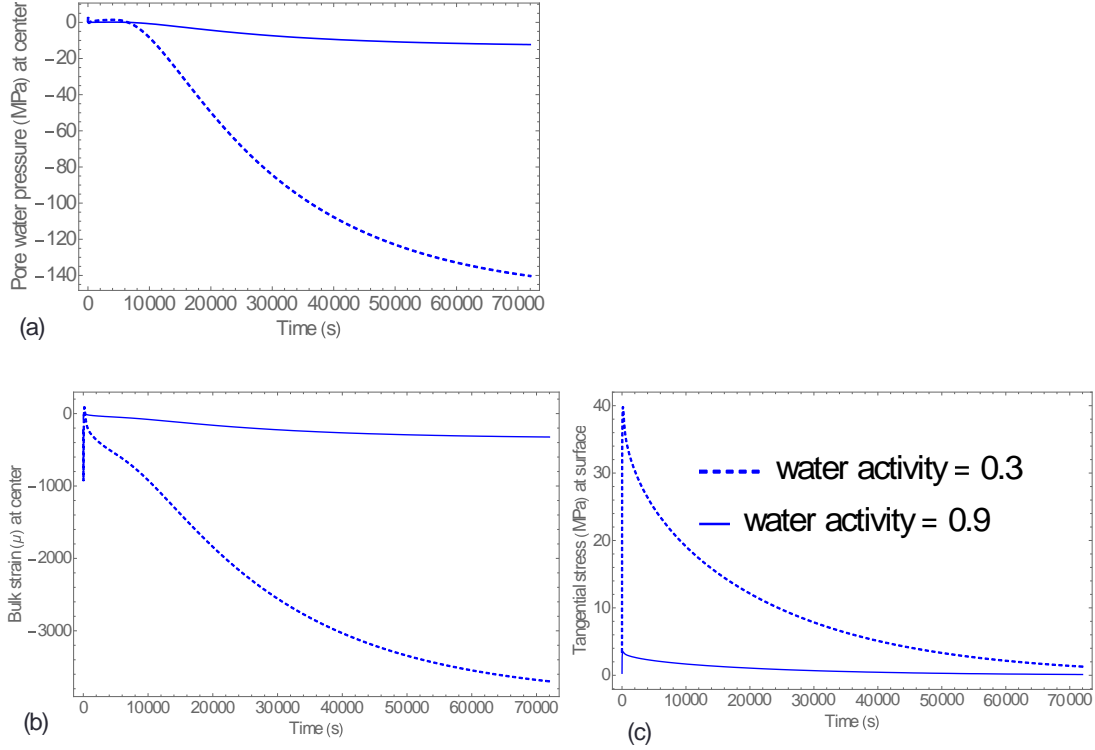 Pore water pressure (MPa) at center
0
−20
−40
−60
−80
−100
−120
−140
0 10000 20000 30000 40000 50000 60000 70000
Time (s)
(a)
Bulk strain (μ) at center
0
−1000
−2000
−3000
0 10000 20000 30000 40000 50000 60000 70000
Time (s)
(b)
Tangential stress (MPa) at surface
40
30
20
10
0
water activity = 0.3
water activity = 0.9
0 10000 20000 30000 40000 50000 60000 70000
Time (s)
(c)